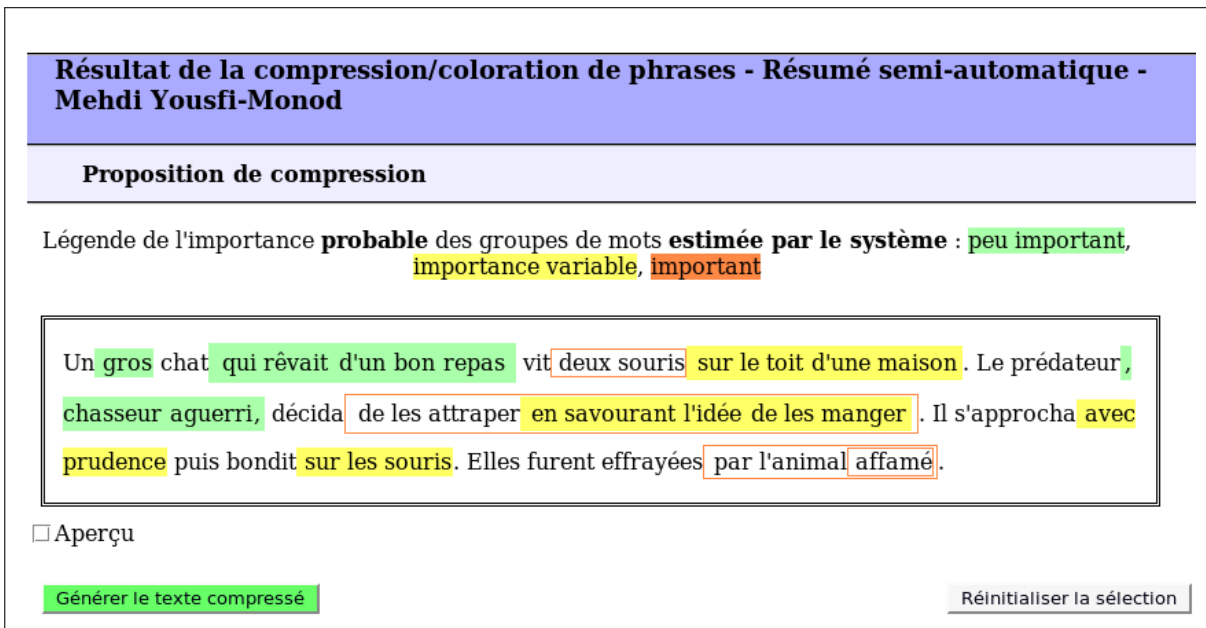 Résultat de la compression/coloration de phrases - Résumé semi-automatique -
Mehdi Yousfi-Monod
Proposition de compression
Légende de l'importance probable des groupes de mots estimée par le système : peu important,
importance variable, important
Un gros chat qui rêvait d'un bon repas vit deux souris sur le toit d'une maison. Le prédateur,
chasseur aguerri, décida de les attraper en savourant l'idée de les manger . Il s'approcha avec
prudence puis bondit sur les souris. Elles furent effrayées par l'animal affamé .
Aperçu
Générer le texte compressé
Réinitialiser la sélection